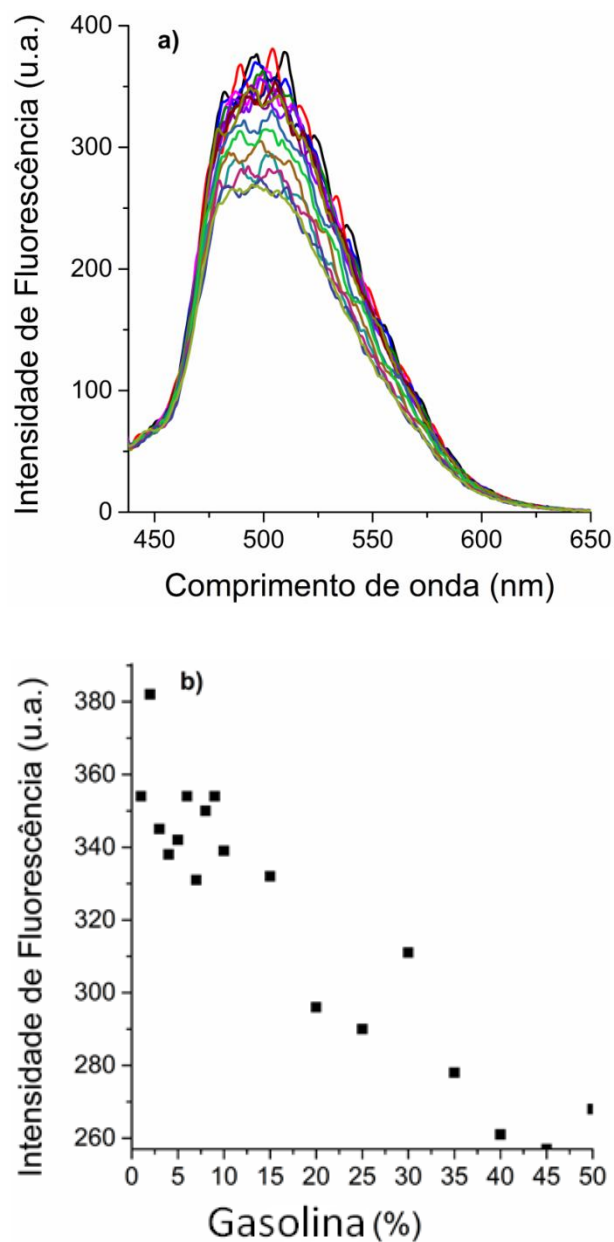 a)
Intensidade de Fluorescência (u.a.)
400
300
200
100
0
450 500 550 600 650
Comprimento de onda (nm)
b)
Intensidade de Fluorescência (u.a.)
380
360
340
320
300
280
260
0 5 10 15 20 25 30 35 40 45 50
Gasolina (%)